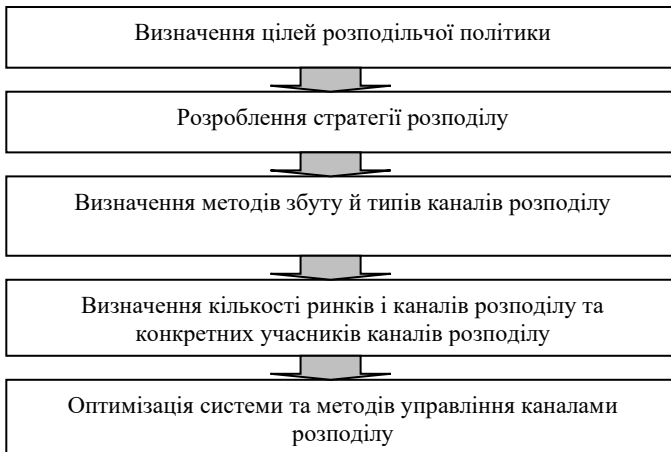 Визначення цілей розподільчої політики
Розроблення стратегії розподілу
Визначення методів збуту й типів каналів розподілу
Визначення кількості ринків і каналів розподілу та
конкретних учасників каналів розподілу
Оптимізація системи та методів управління каналами
розподілу